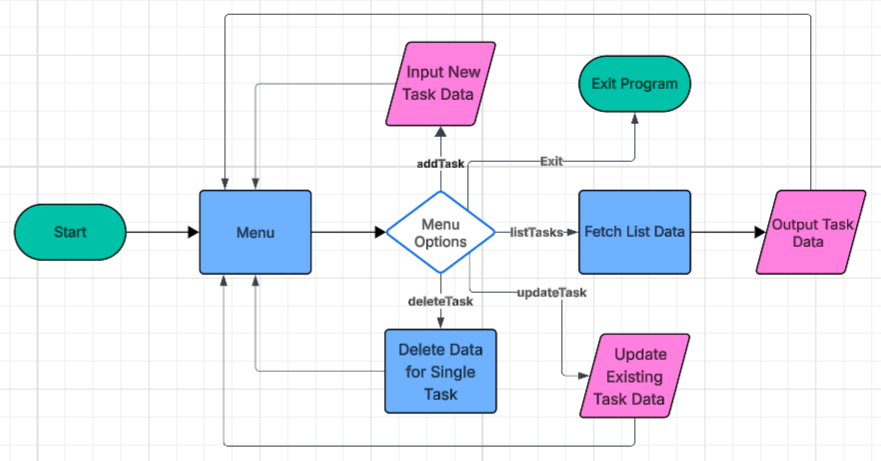 Input New
Task Data
Exit Program
addTask
Exit
Start
Menu
Menu
Options
listTasks
Fetch List Data
Output Task
Data
deleteTask
updateTask
Delete Data
for Single
Task
Update
Existing
Task Data